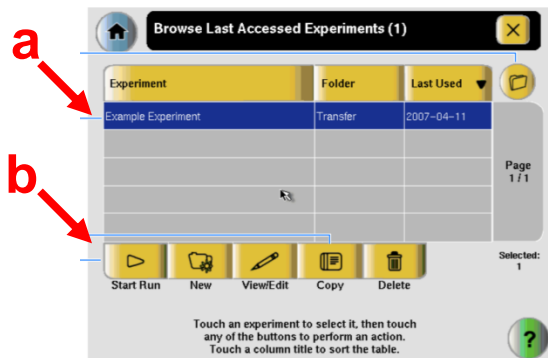 a
Browse Last Accessed Experiments (1)
Experiment Folder Last Used
Example Experiment Transfer 2007-04-11
Page
1/1
b
Start Run New View/Edit Copy Delete
Selected:
1
Touch an experiment to select it, then touch
any of the buttons to perform an action.
Touch a column title to sort the table.
?